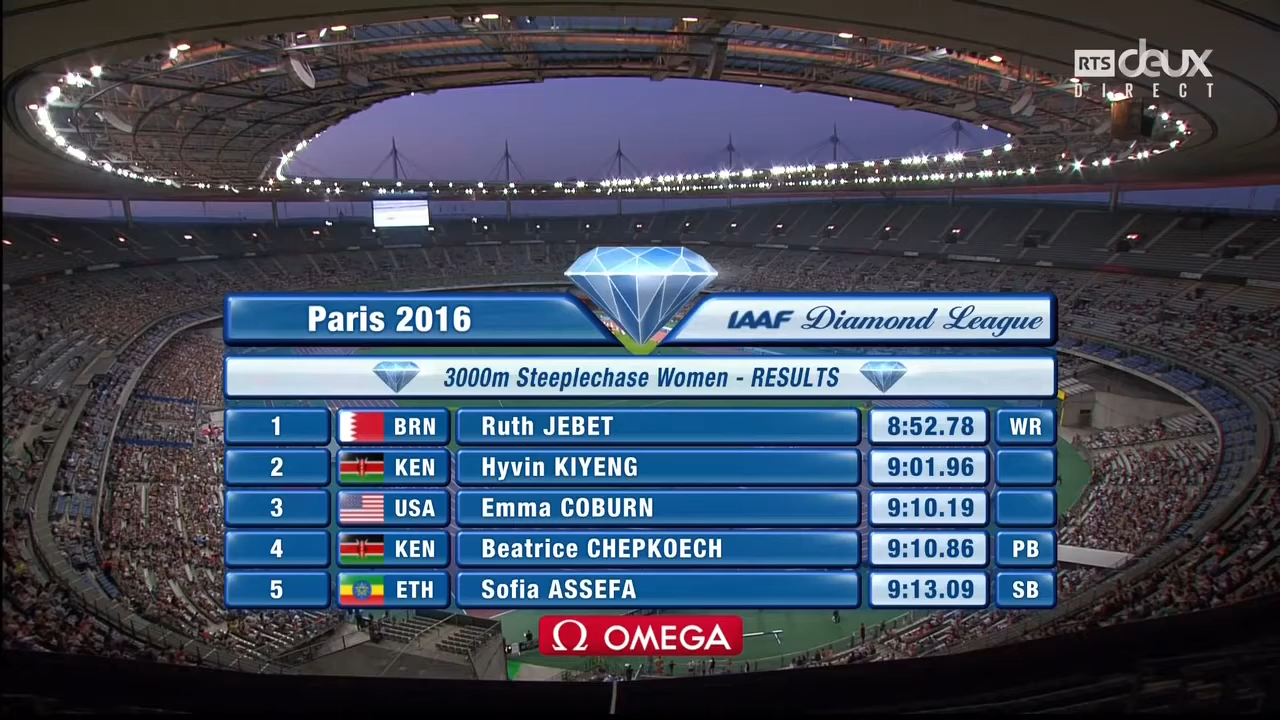 RTS deux
DIRECT
Paris 2016
IAAF Diamond League
3000m Steeplechase Women - RESULTS
1 BRN Ruth JEBET 8:52.78 WR
2 KEN Hyvin KIYENG 9:01.96
3 USA Emma COBURN 9:10.19
4 KEN Beatrice CHEPKOECH 9:10.86 PB
5 ETH Sofia ASSEFA 9:13.09 SB
Ω OMEGA